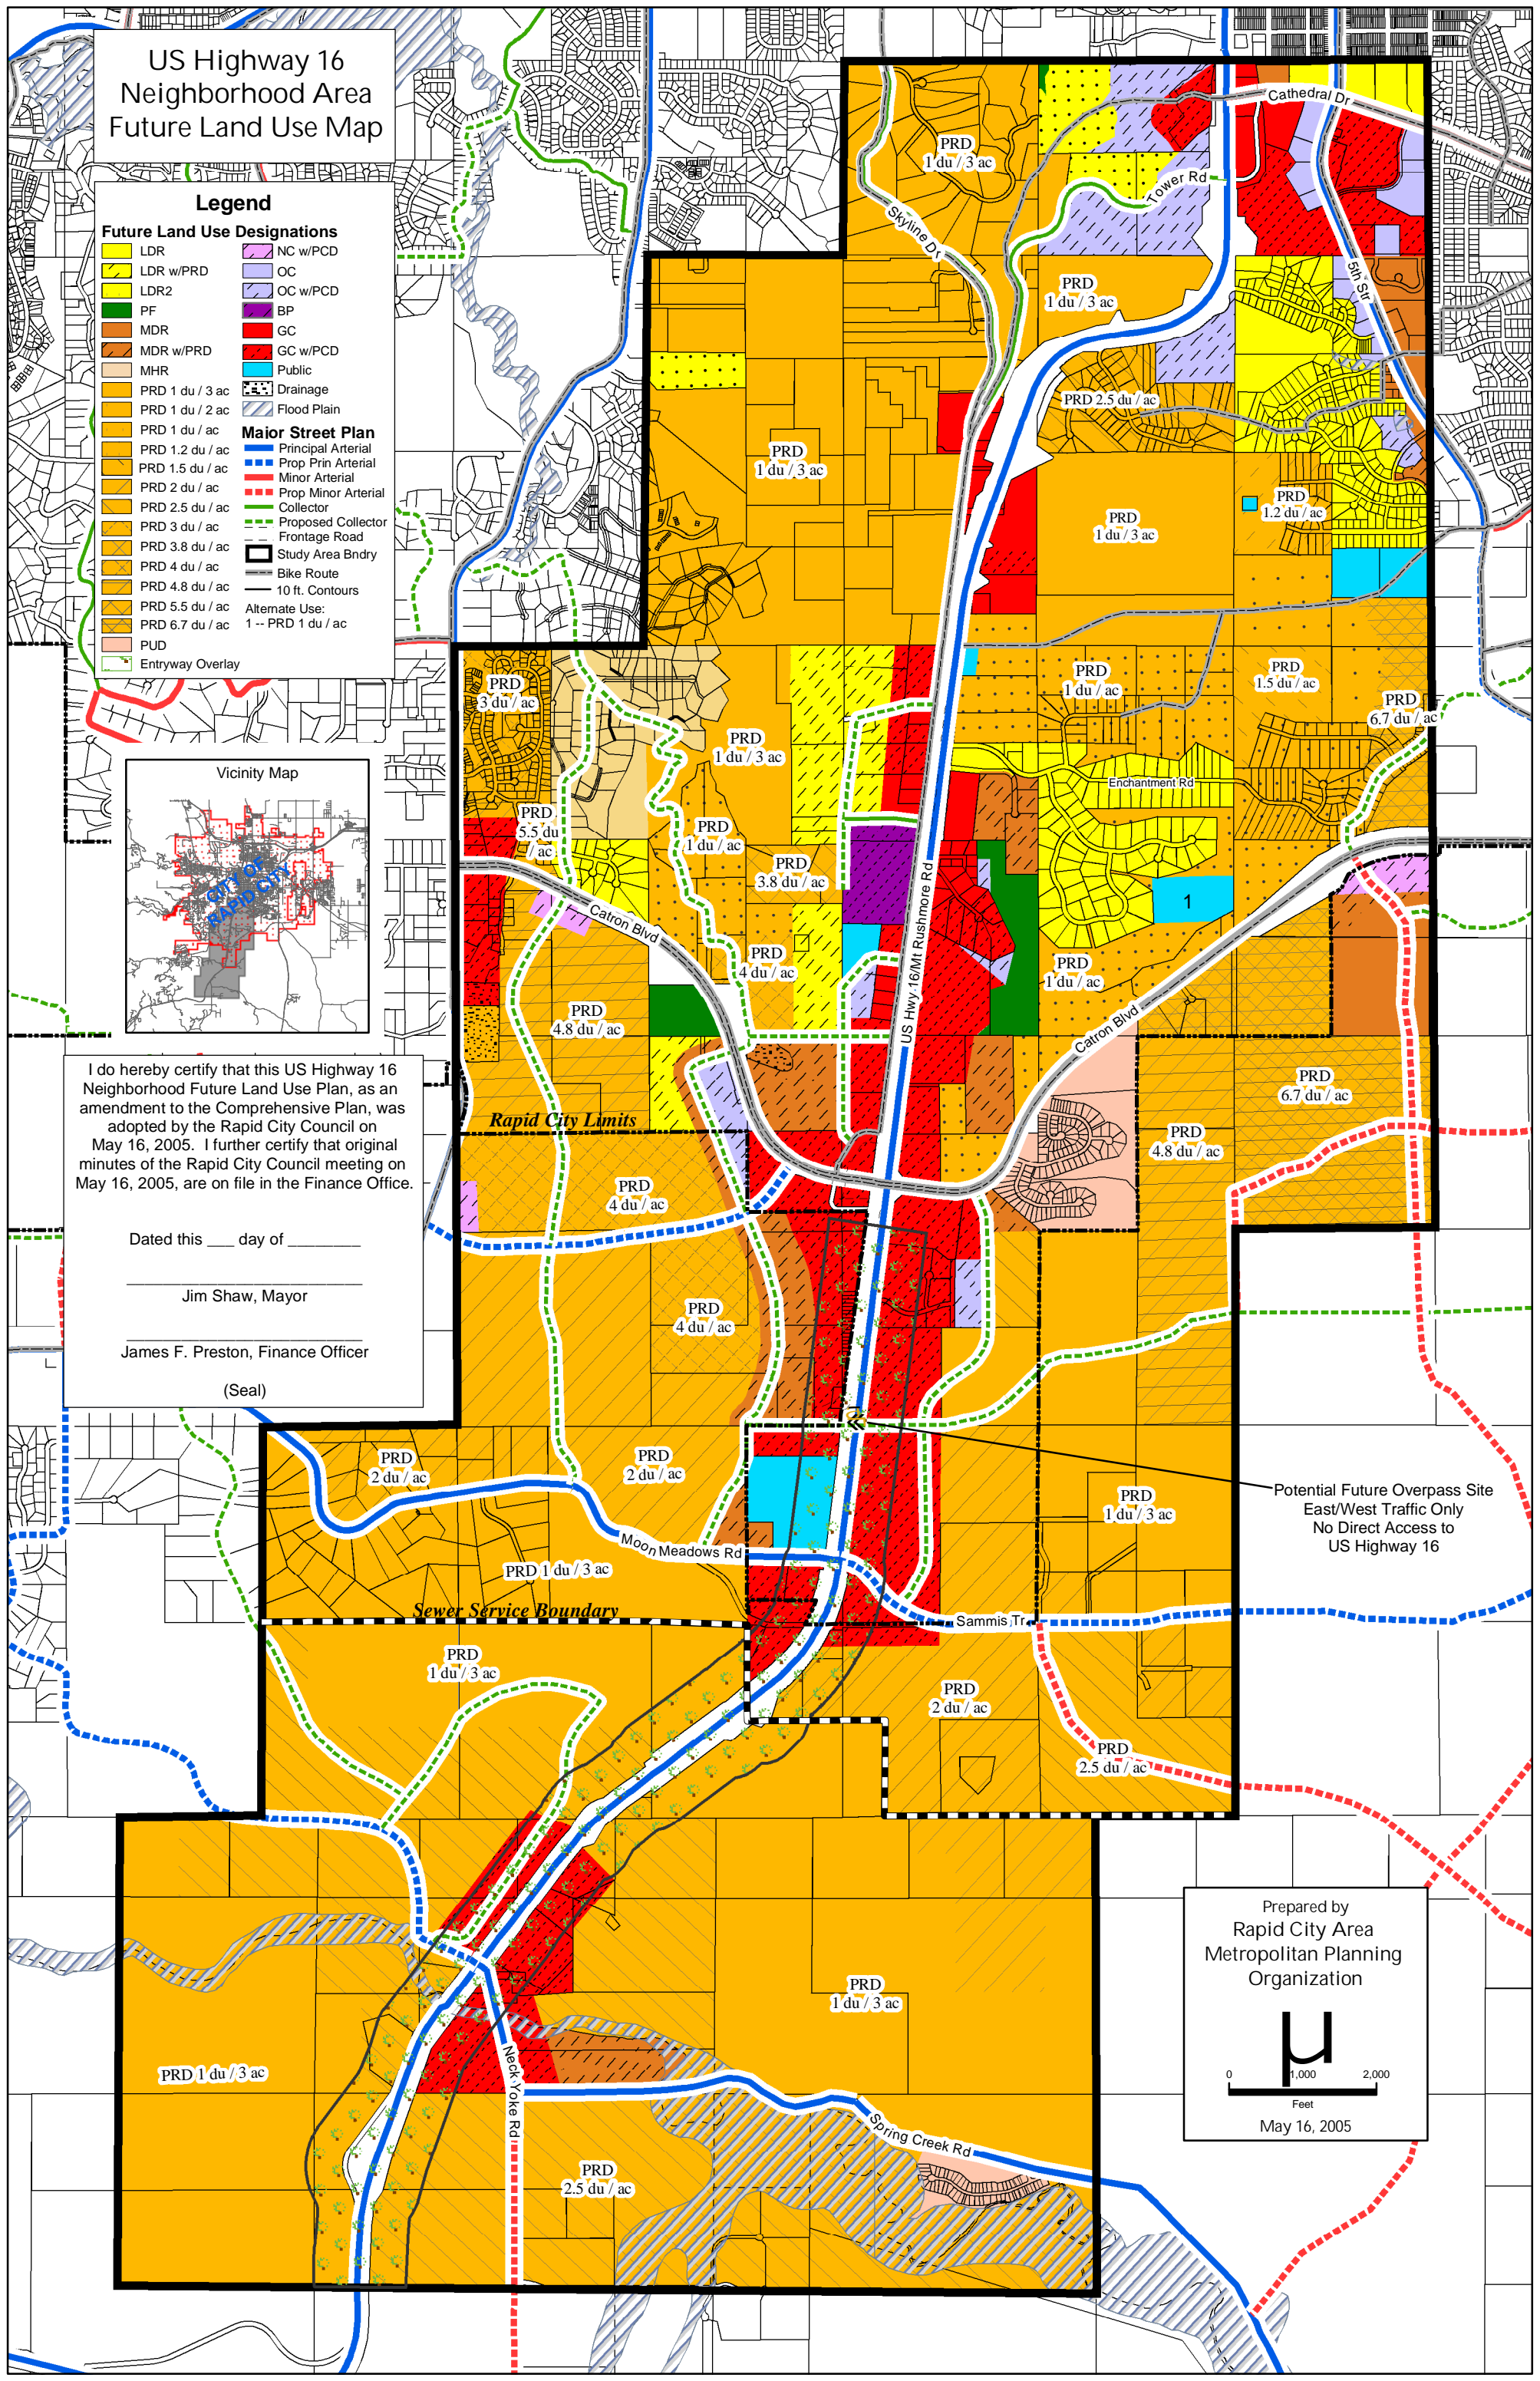 US Highway 16
Neighborhood Area
Future Land Use Map
Legend
Future Land Use Designations
LDR
LDR w/PRD
LDR2
PF
MDR
MDR w/PRD
MHR
PRD 1 du / 3 ac
PRD 1 du / 2 ac
PRD 1 du / ac
PRD 1.2 du / ac
PRD 1.5 du / ac
PRD 2 du / ac
PRD 2.5 du / ac
PRD 3 du / ac
PRD 3.8 du / ac
PRD 4 du / ac
PRD 4.8 du / ac
PRD 5.5 du / ac
PRD 6.7 du / ac
PUD
Entryway Overlay
NC w/PCD
OC
OC w/PCD
BP
GC
GC w/PCD
Public
Drainage
Flood Plain
Major Street Plan
Principal Arterial
Prop Prin Arterial
Minor Arterial
Prop Minor Arterial
Collector
Proposed Collector
Frontage Road
Study Area Bndry
Bike Route
10 ft. Contours
Alternate Use:
1 -- PRD 1 du / ac
Vicinity Map
CITY OF
RAPID CITY
I do hereby certify that this US Highway 16
Neighborhood Future Land Use Plan, as an
amendment to the Comprehensive Plan, was
adopted by the Rapid City Council on
May 16, 2005. I further certify that original
minutes of the Rapid City Council meeting on
May 16, 2005, are on file in the Finance Office.
Dated this ___ day of ________
Jim Shaw, Mayor
James F. Preston, Finance Officer
(Seal)
Cathedral Dr
PRD
1 du / 3 ac
Tower Rd
Skyline Dr
5th Str
PRD
1 du / 3 ac
PRD 2.5 du / ac
PRD
1 du / 3 ac
PRD
1.2 du / ac
PRD
1 du / 3 ac
PRD
3 du / ac
PRD
1 du / ac
PRD
1.5 du / ac
PRD
6.7 du / ac
PRD
1 du / 3 ac
Enchantment Rd
PRD
5.5 du
/ ac
PRD
1 du / ac
PRD
3.8 du / ac
US Hwy 16/Mt Rushmore Rd
1
Catron Blvd
PRD
4 du / ac
PRD
1 du / ac
PRD
4.8 du / ac
Catron Blvd
PRD
6.7 du / ac
Rapid City Limits
PRD
4.8 du / ac
PRD
4 du / ac
PRD
4 du / ac
PRD
2 du / ac
PRD
2 du / ac
PRD
1 du / 3 ac
Potential Future Overpass Site
East/West Traffic Only
No Direct Access to
US Highway 16
Moon Meadows Rd
PRD 1 du / 3 ac
Sewer Service Boundary
Sammis Tr
PRD
1 du / 3 ac
PRD
2 du / ac
PRD
2.5 du / ac
PRD
1 du / 3 ac
PRD 1 du / 3 ac
Neck Yoke Rd
Spring Creek Rd
PRD
2.5 du / ac
Prepared by
Rapid City Area
Metropolitan Planning
Organization
µ
0 1,000 2,000
Feet
May 16, 2005